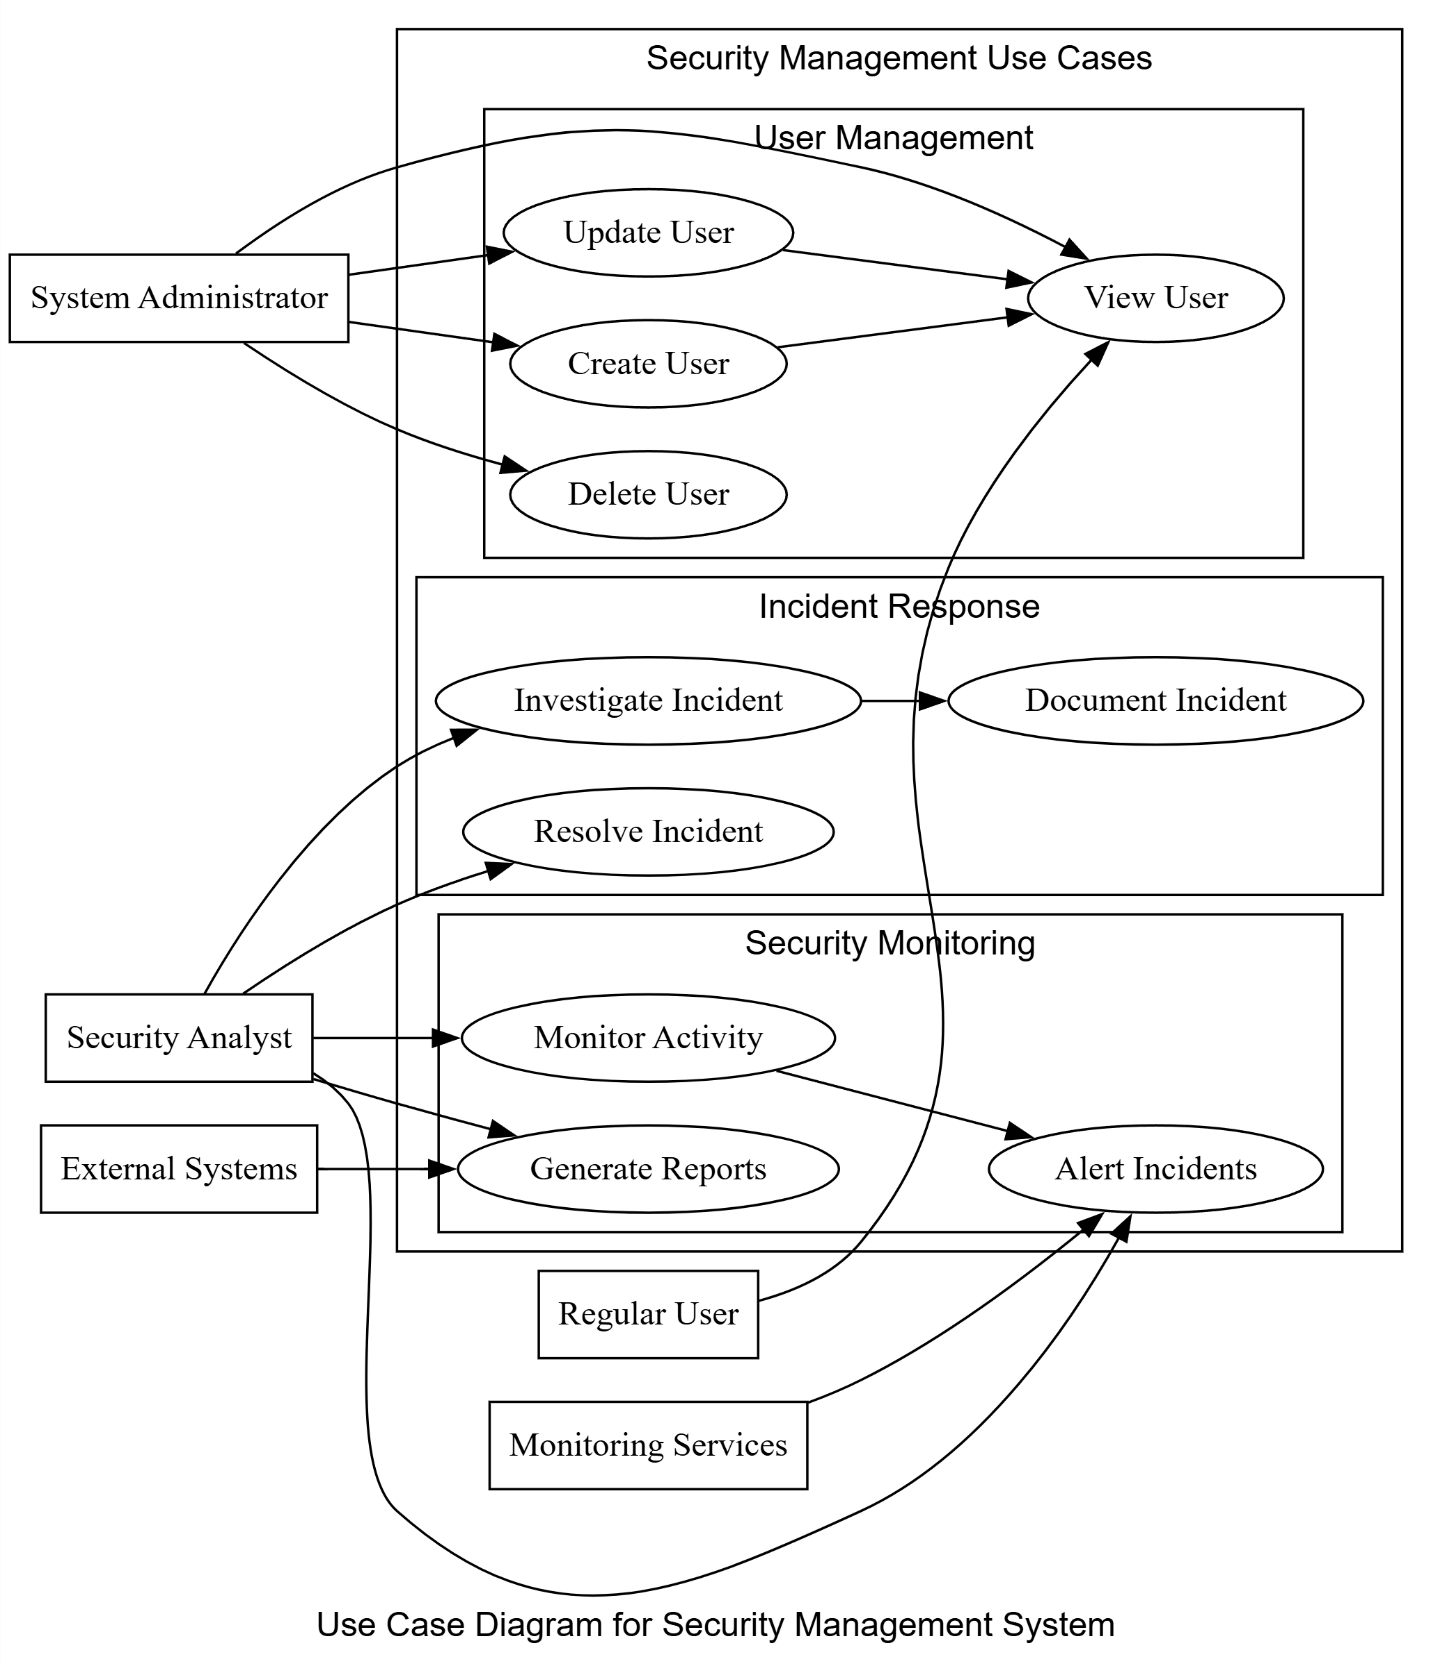 Security Management Use Cases
User Management
Update User
System Administrator
View User
Create User
Delete User
Incident Response
Investigate Incident
Document Incident
Resolve Incident
Security Monitoring
Security Analyst
Monitor Activity
External Systems
Generate Reports
Alert Incidents
Regular User
Monitoring Services
Use Case Diagram for Security Management System